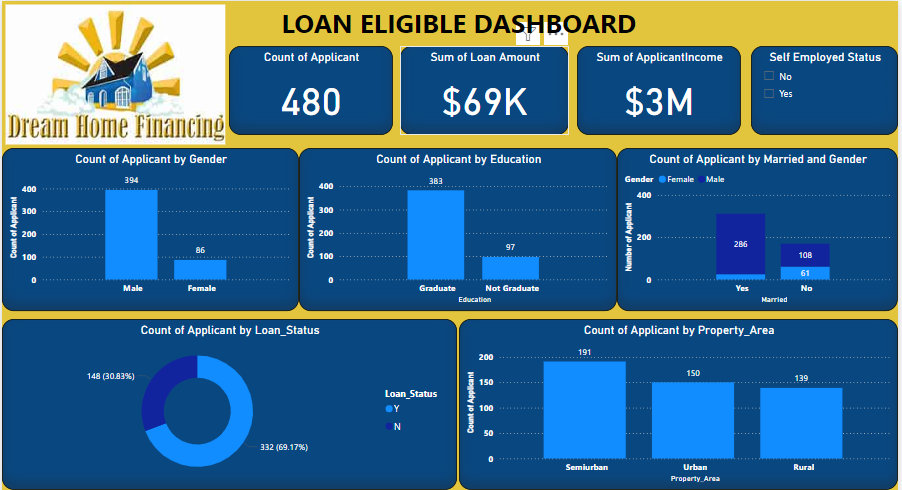 LOAN ELIGIBLE DASHBOARD
Dream Home Financing
Count of Applicant
480
Sum of Loan Amount
$69K
Sum of ApplicantIncome
$3M
Self Employed Status
No
Yes
Count of Applicant by Gender
Count of Applicant
400
300
200
100
0
394
86
Male
Female
Count of Applicant by Education
Count of Applicant
400
300
200
100
0
383
97
Graduate
Not Graduate
Education
Count of Applicant by Married and Gender
Gender
Female
Male
Number of Applicant
400
200
0
286
108
61
Yes
No
Married
Count of Applicant by Loan_Status
148 (30.83%)
332 (69.17%)
Loan_Status
Y
N
Count of Applicant by Property_Area
Count of Applicant
200
150
100
50
0
191
150
139
Semiurban
Urban
Rural
Property_Area